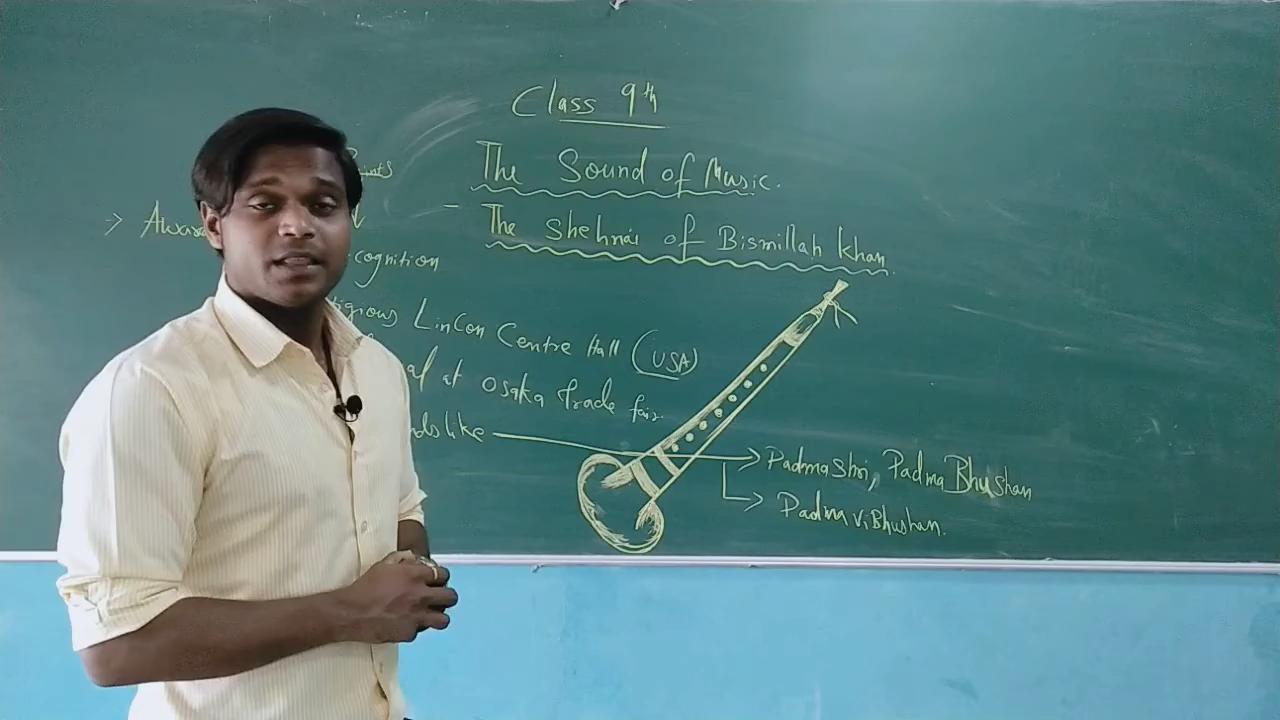 Class 9th
The Sound of Music.
- The Shehnai of Bismillah Khan.
Points
->
cognition
Lincon Centre Hall (USA)
at Osaka trade fair.
like -> Padmashri, Padma Bhushan
-> Padma Vibhushan.